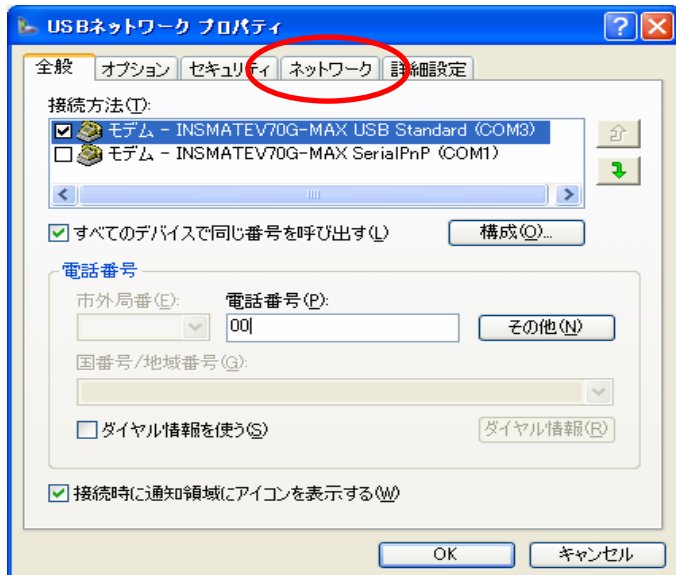 USBネットワーク プロパティ
全般 オプション セキュリティ ネットワーク 詳細設定
接続方法(T):
モデム - INSMATEV70G-MAX USB Standard (COM3)
モデム - INSMATEV70G-MAX SerialPnP (COM1)
すべてのデバイスで同じ番号を呼び出す(L) 構成(O)...
電話番号
市外局番(E): 電話番号(P):
00 その他(N)
国番号/地域番号(G):
ダイヤル情報を使う(S) ダイヤル情報(R)
接続時に通知領域にアイコンを表示する(W)
OK キャンセル